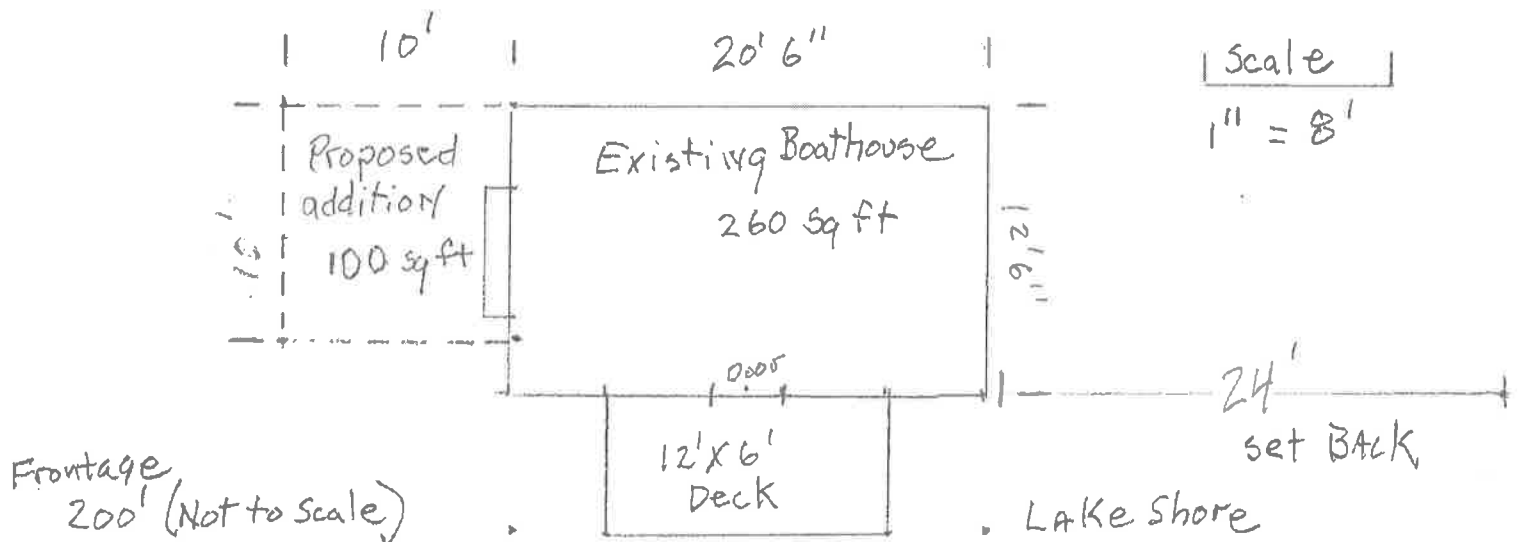 10'
20' 6"
Scale
1" = 8'
Proposed
addition
100 sq ft
Existing Boathouse
260 sq ft
12' 6"
10'
Door
24'
set BACK
12' X 6'
Deck
Frontage
200' (Not to scale)
LAKE Shore